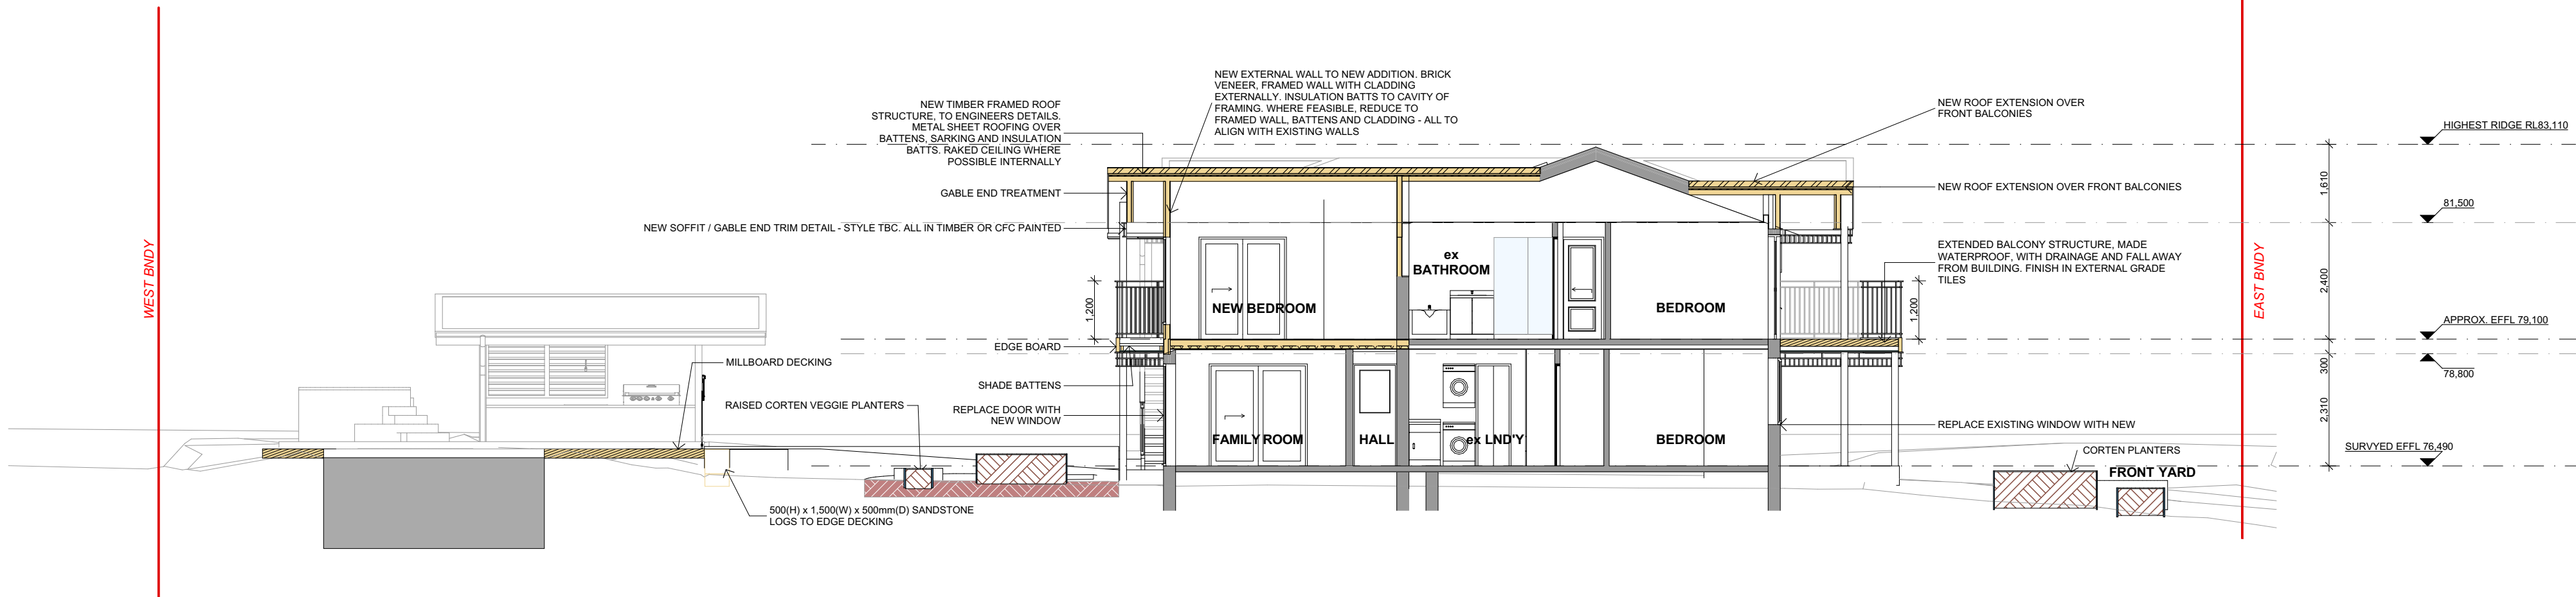 WEST BNDY
NEW TIMBER FRAMED ROOF
STRUCTURE, TO ENGINEERS DETAILS.
METAL SHEET ROOFING OVER
BATTENS, SARKING AND INSULATION
BATTS. RAKED CEILING WHERE
POSSIBLE INTERNALLY
GABLE END TREATMENT
NEW SOFFIT / GABLE END TRIM DETAIL - STYLE TBC. ALL IN TIMBER OR CFC PAINTED
NEW EXTERNAL WALL TO NEW ADDITION. BRICK
VENEER, FRAMED WALL WITH CLADDING
EXTERNALLY. INSULATION BATTS TO CAVITY OF
FRAMING. WHERE FEASIBLE, REDUCE TO
FRAMED WALL, BATTENS AND CLADDING - ALL TO
ALIGN WITH EXISTING WALLS
1,200
EDGE BOARD
MILLBOARD DECKING
SHADE BATTENS
RAISED CORTEN VEGGIE PLANTERS
REPLACE DOOR WITH
NEW WINDOW
500(H) x 1,500(W) x 500mm(D) SANDSTONE
LOGS TO EDGE DECKING
NEW BEDROOM
ex
BATHROOM
BEDROOM
FAMILY ROOM
HALL
ex LND'Y
BEDROOM
NEW ROOF EXTENSION OVER
FRONT BALCONIES
NEW ROOF EXTENSION OVER FRONT BALCONIES
EXTENDED BALCONY STRUCTURE, MADE
WATERPROOF, WITH DRAINAGE AND FALL AWAY
FROM BUILDING. FINISH IN EXTERNAL GRADE
TILES
1,200
REPLACE EXISTING WINDOW WITH NEW
CORTEN PLANTERS
FRONT YARD
EAST BNDY
1,610
2,400
300
2,310
HIGHEST RIDGE RL83,110
81,500
APPROX. EFFL 79,100
78,800
SURVYED EFFL 76,490